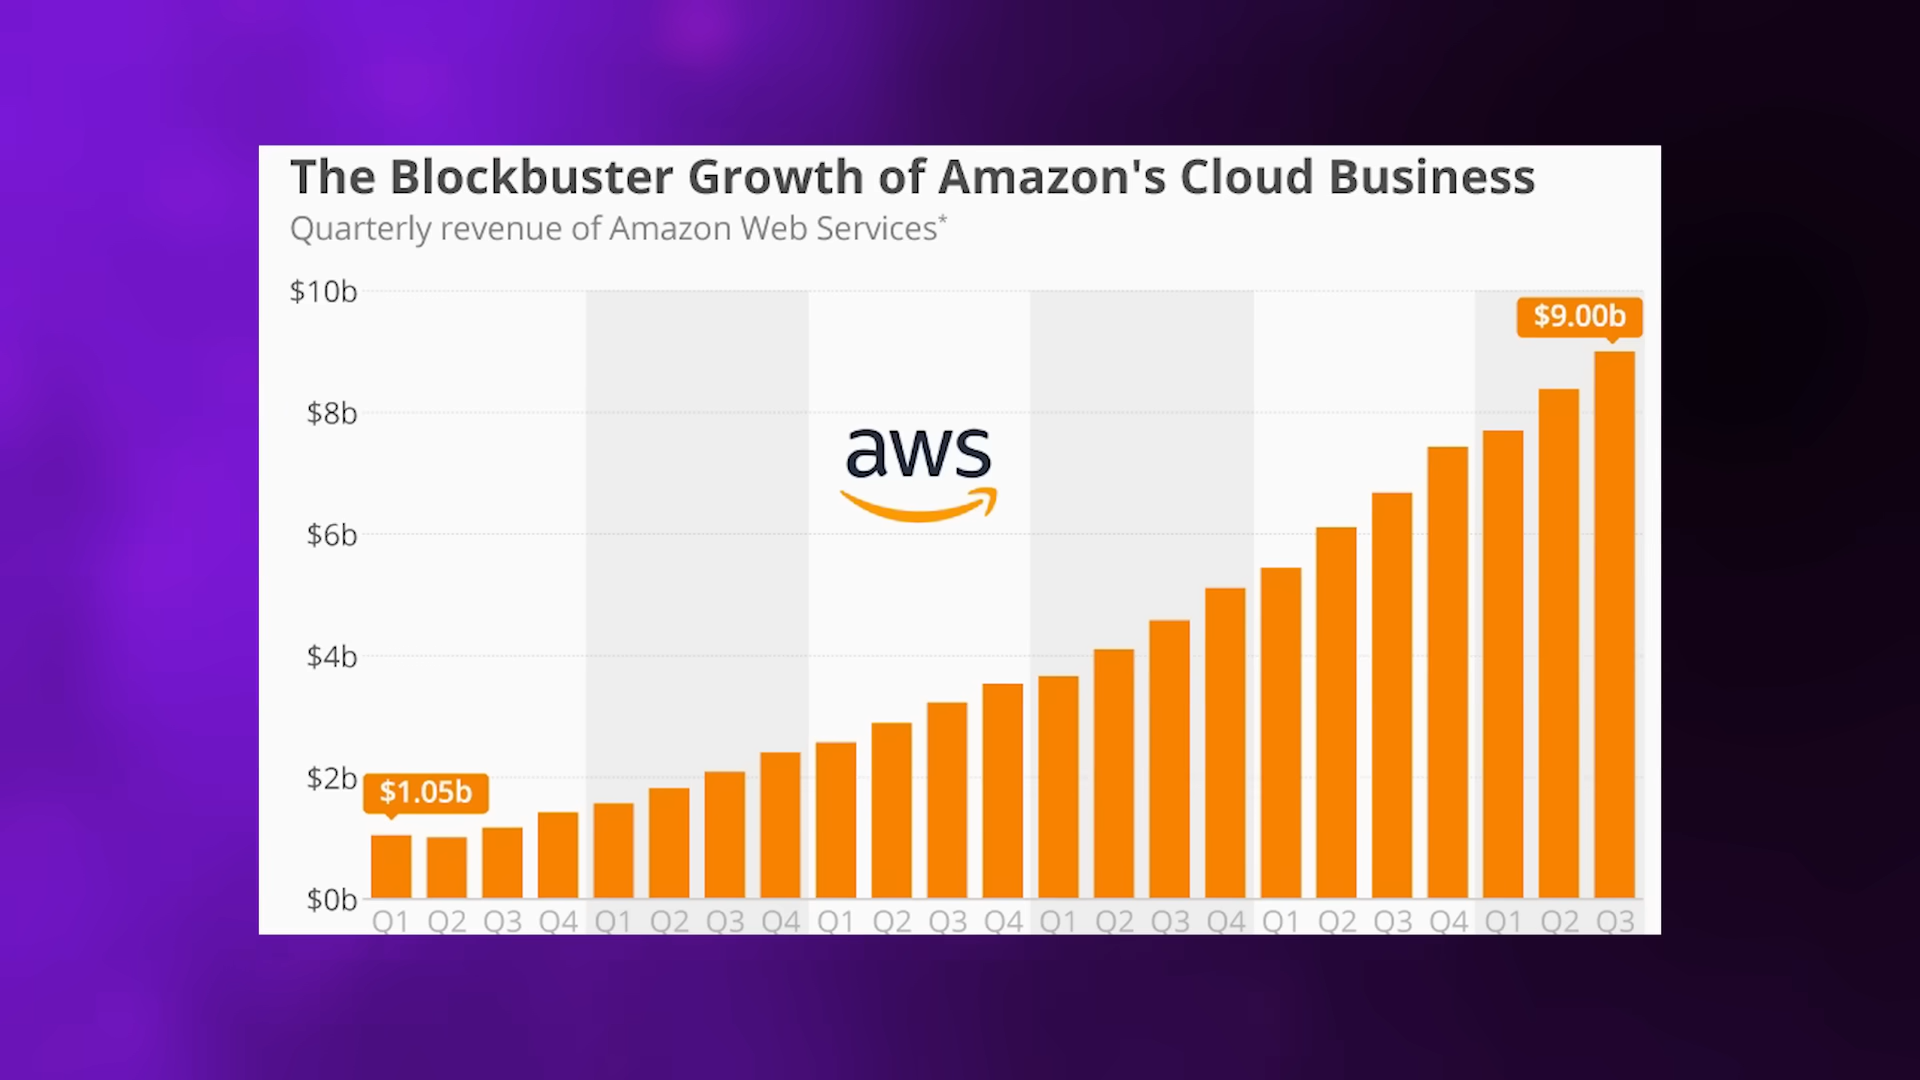 The Blockbuster Growth of Amazon's Cloud Business
Quarterly revenue of Amazon Web Services*
$10b
$9.00b
$8b
aws
$6b
$4b
$2b
$1.05b
$0b
Q1 Q2 Q3 Q4 Q1 Q2 Q3 Q4 Q1 Q2 Q3 Q4 Q1 Q2 Q3 Q4 Q1 Q2 Q3 Q4 Q1 Q2 Q3